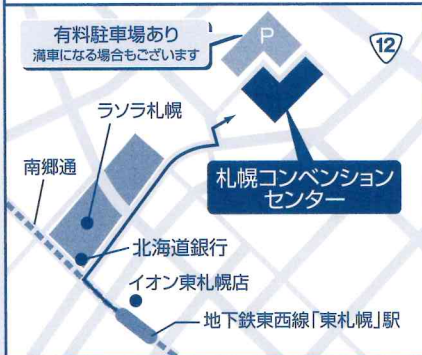 有料駐車場あり
満車になる場合もございます
P
12
ラソラ札幌
南郷通
札幌コンベンション
センター
北海道銀行
イオン東札幌店
地下鉄東西線「東札幌」駅